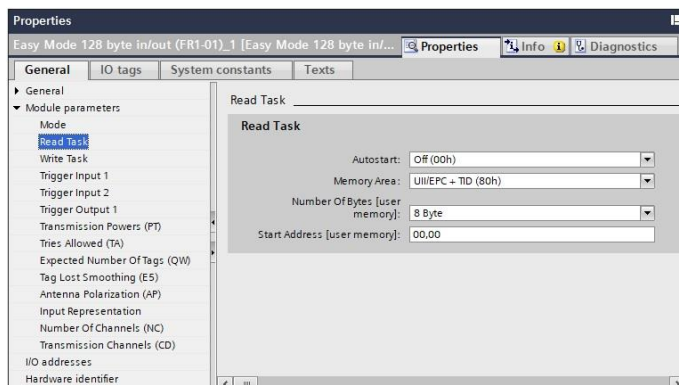 Properties
Easy Mode 128 byte in/out (FR1-01)_1 [Easy Mode 128 byte in/... Properties Info Diagnostics
General IO tags System constants Texts
General
Module parameters
Mode
Read Task
Write Task
Trigger Input 1
Trigger Input 2
Trigger Output 1
Transmission Powers (PT)
Tries Allowed (TA)
Expected Number Of Tags (QW)
Tag Lost Smoothing (E5)
Antenna Polarization (AP)
Input Representation
Number Of Channels (NC)
Transmission Channels (CD)
I/O addresses
Hardware identifier
Read Task
Read Task
Autostart: Off (00h)
Memory Area: UII/EPC + TID (80h)
Number Of Bytes [user
memory]: 8 Byte
Start Address [user memory]: 00,00